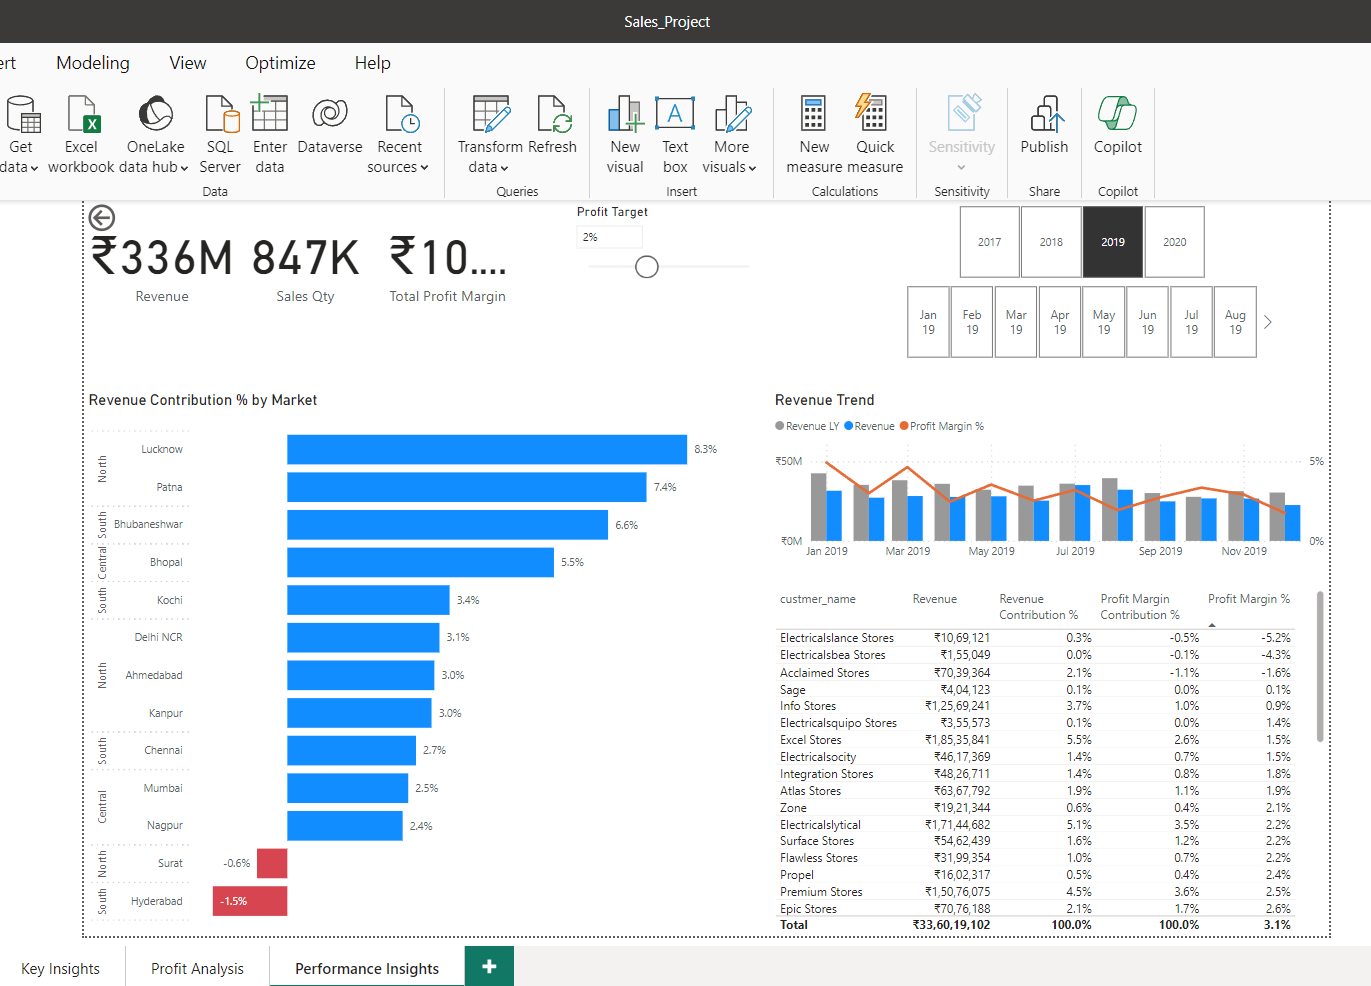 Sales_Project
ert Modeling View Optimize Help
Get data Excel workbook OneLake data hub SQL Server Enter data Dataverse Recent sources Transform data Refresh New visual Text box More visuals New measure Quick measure Sensitivity Publish Copilot
Data Queries Insert Calculations Sensitivity Share Copilot
₹336M 847K ₹10....
Revenue Sales Qty Total Profit Margin
Profit Target
2%
2017 2018 2019 2020
Jan 19 Feb 19 Mar 19 Apr 19 May 19 Jun 19 Jul 19 Aug 19
Revenue Contribution % by Market
North Lucknow 8.3%
Patna 7.4%
South Bhubaneshwar 6.6%
Central Bhopal 5.5%
South Kochi 3.4%
North Delhi NCR 3.1%
Ahmedabad 3.0%
Kanpur 3.0%
South Chennai 2.7%
Central Mumbai 2.5%
Nagpur 2.4%
North Surat -0.6%
South Hyderabad -1.5%
Revenue Trend
Revenue LY Revenue Profit Margin %
₹50M 5%
₹0M 0%
Jan 2019 Mar 2019 May 2019 Jul 2019 Sep 2019 Nov 2019
custmer_name Revenue Revenue Contribution % Profit Margin Contribution % Profit Margin %
Electricalslance Stores ₹10,69,121 0.3% -0.5% -5.2%
Electricalsbea Stores ₹1,55,049 0.0% -0.1% -4.3%
Acclaimed Stores ₹70,39,364 2.1% -1.1% -1.6%
Sage ₹4,04,123 0.1% 0.0% 0.1%
Info Stores ₹1,25,69,241 3.7% 1.0% 0.9%
Electricalsquipo Stores ₹3,55,573 0.1% 0.0% 1.4%
Excel Stores ₹1,85,35,841 5.5% 2.6% 1.5%
Electricalsocity ₹46,17,369 1.4% 0.7% 1.5%
Integration Stores ₹48,26,711 1.4% 0.8% 1.8%
Atlas Stores ₹63,67,792 1.9% 1.1% 1.9%
Zone ₹19,21,344 0.6% 0.4% 2.1%
Electricalslytical ₹1,71,44,682 5.1% 3.5% 2.2%
Surface Stores ₹54,62,439 1.6% 1.2% 2.2%
Flawless Stores ₹31,99,354 1.0% 0.7% 2.2%
Propel ₹16,02,317 0.5% 0.4% 2.4%
Premium Stores ₹1,50,76,075 4.5% 3.6% 2.5%
Epic Stores ₹70,76,188 2.1% 1.7% 2.6%
Total ₹33,60,19,102 100.0% 100.0% 3.1%
Key Insights Profit Analysis Performance Insights